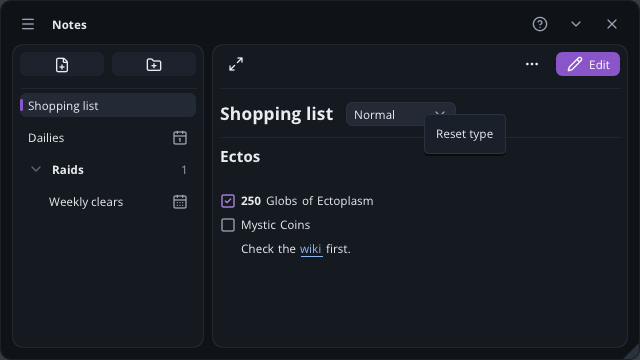 Notes
Edit
Shopping list
Dailies
Raids 1
Weekly clears
Shopping list Normal
Reset type
Ectos
250 Globs of Ectoplasm
Mystic Coins
Check the wiki first.